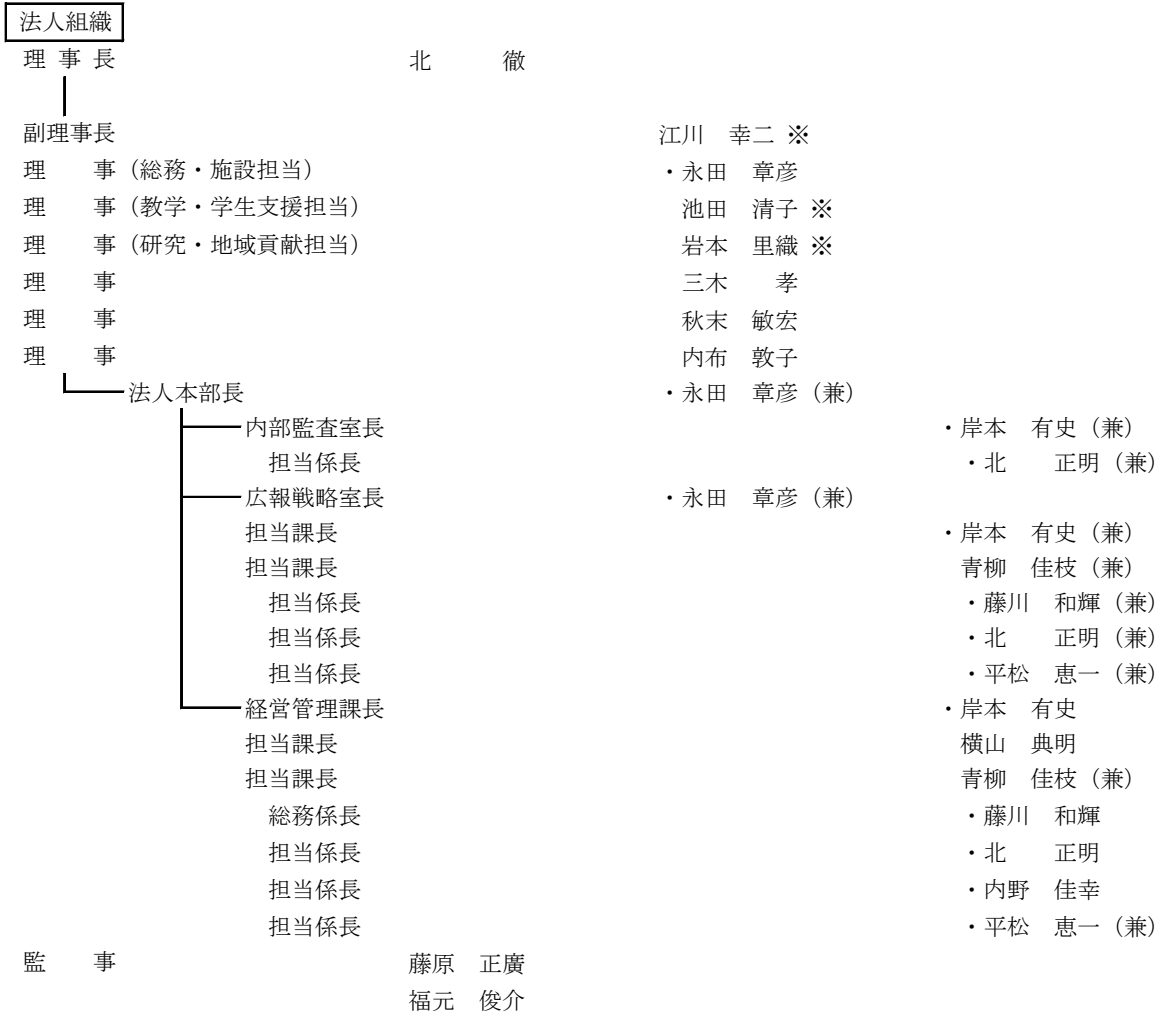 法人組織
理 事 長　北　　徹
副理事長　江川　幸二 ※
理　　事（総務・施設担当）　・永田　章彦
理　　事（教学・学生支援担当）　池田　清子 ※
理　　事（研究・地域貢献担当）　岩本　里織 ※
理　　事　三木　　孝
理　　事　秋末　敏宏
理　　事　内布　敦子
法人本部長　・永田　章彦（兼）
内部監査室長　・岸本　有史（兼）
担当係長　・北　　正明（兼）
広報戦略室長　・永田　章彦（兼）
担当課長　・岸本　有史（兼）
担当課長　青柳　佳枝（兼）
担当係長　・藤川　和輝（兼）
担当係長　・北　　正明（兼）
担当係長　・平松　恵一（兼）
経営管理課長　・岸本　有史
担当課長　横山　典明
担当課長　青柳　佳枝（兼）
総務係長　・藤川　和輝
担当係長　・北　　正明
担当係長　・内野　佳幸
担当係長　・平松　恵一（兼）
監　　事　藤原　正廣
福元　俊介